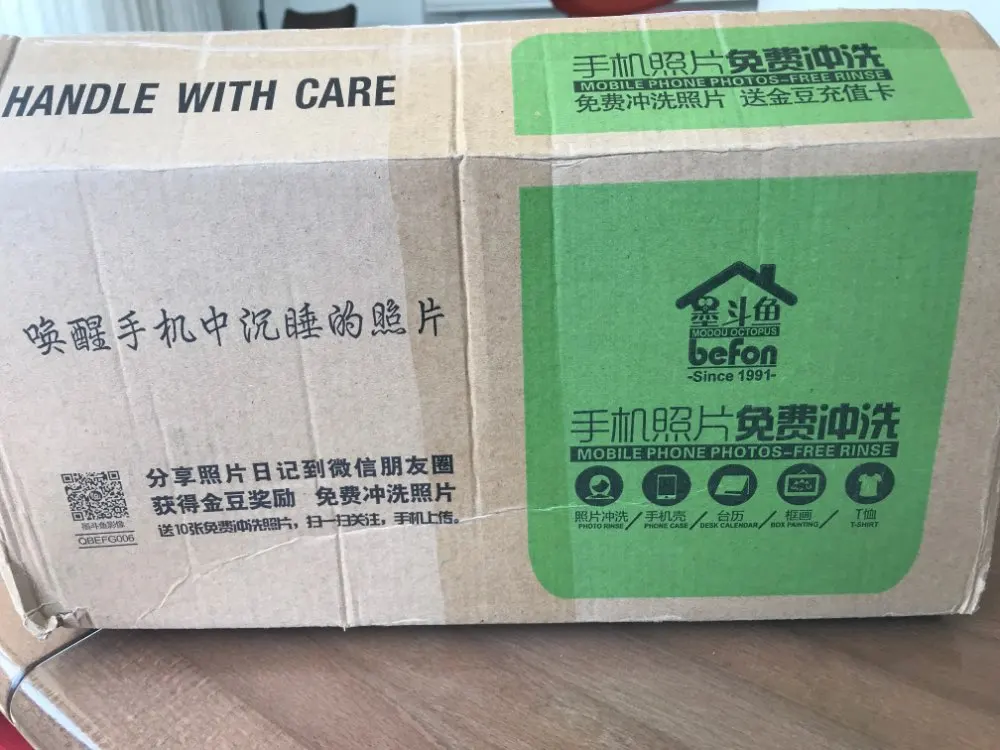 HANDLE WITH CARE
手机照片免费冲洗
MOBILE PHONE PHOTOS-FREE RINSE
免费冲洗照片 送金豆充值卡
唤醒手机中沉睡的照片
墨斗鱼
MODOU OCTOPUS
befon
-Since 1991-
手机照片免费冲洗
MOBILE PHONE PHOTOS-FREE RINSE
照片冲洗/手机壳/台历/框画/T恤
PHOTO RINSE PHONE CASE DESK CALENDAR BOX PAINTING T-SHIRT
分享照片日记到微信朋友圈
获得金豆奖励 免费冲洗照片
送10张免费冲洗照片，扫一扫关注，手机上传。
墨斗鱼影像
QBEFG006